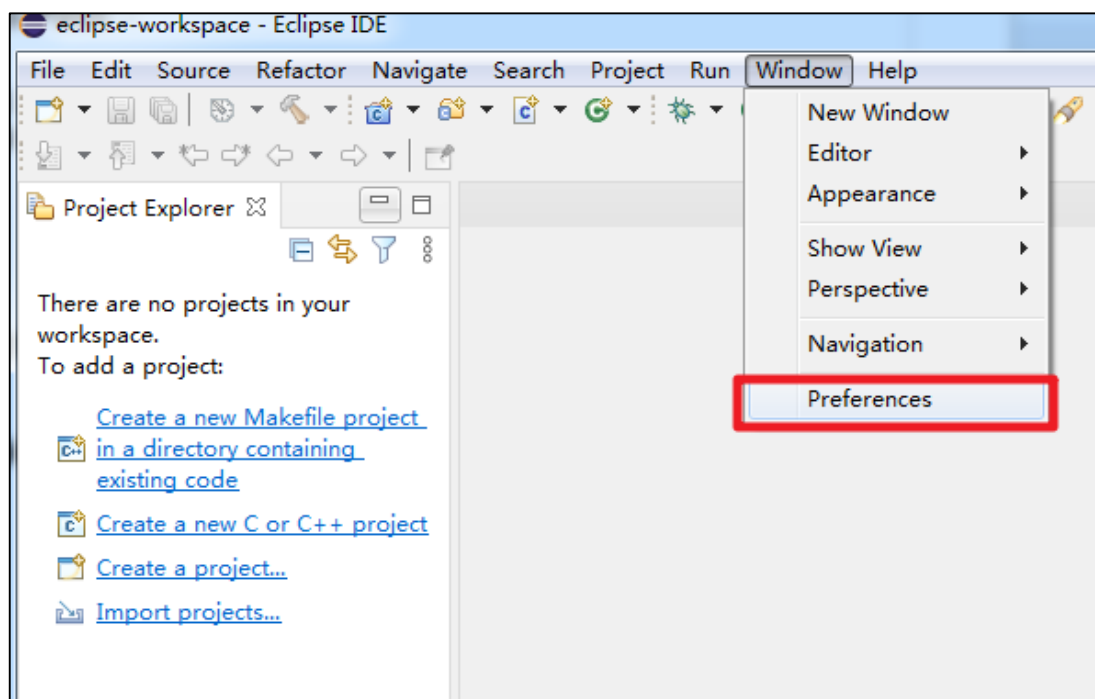 eclipse-workspace - Eclipse IDE
File Edit Source Refactor Navigate Search Project Run Window Help
New Window
Editor
Appearance
Show View
Perspective
Navigation
Preferences
Project Explorer
There are no projects in your
workspace.
To add a project:
Create a new Makefile project
in a directory containing
existing code
Create a new C or C++ project
Create a project...
Import projects...